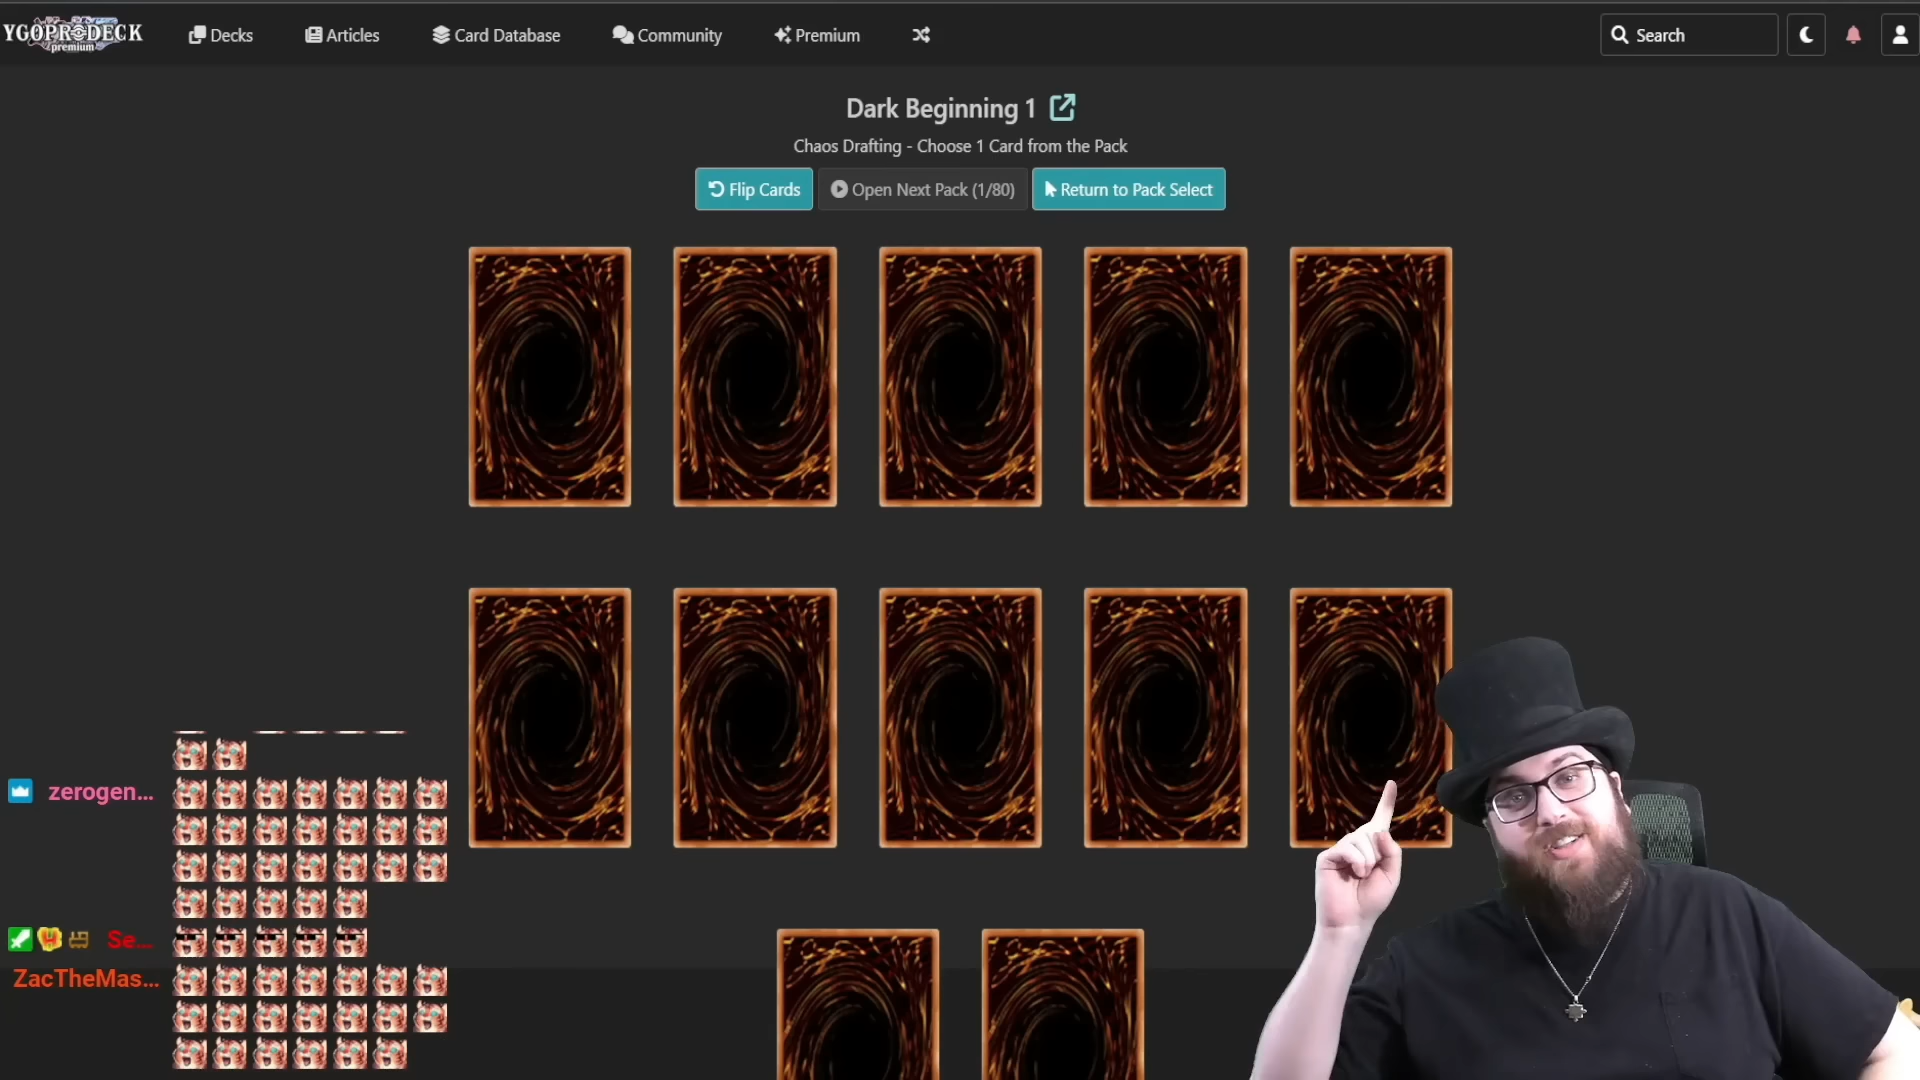 YGOPRODECK
premium
Decks
Articles
Card Database
Community
Premium
Search
Dark Beginning 1
Chaos Drafting - Choose 1 Card from the Pack
Flip Cards
Open Next Pack (1/80)
Return to Pack Select
zerogen...
Se...
ZacTheMas...